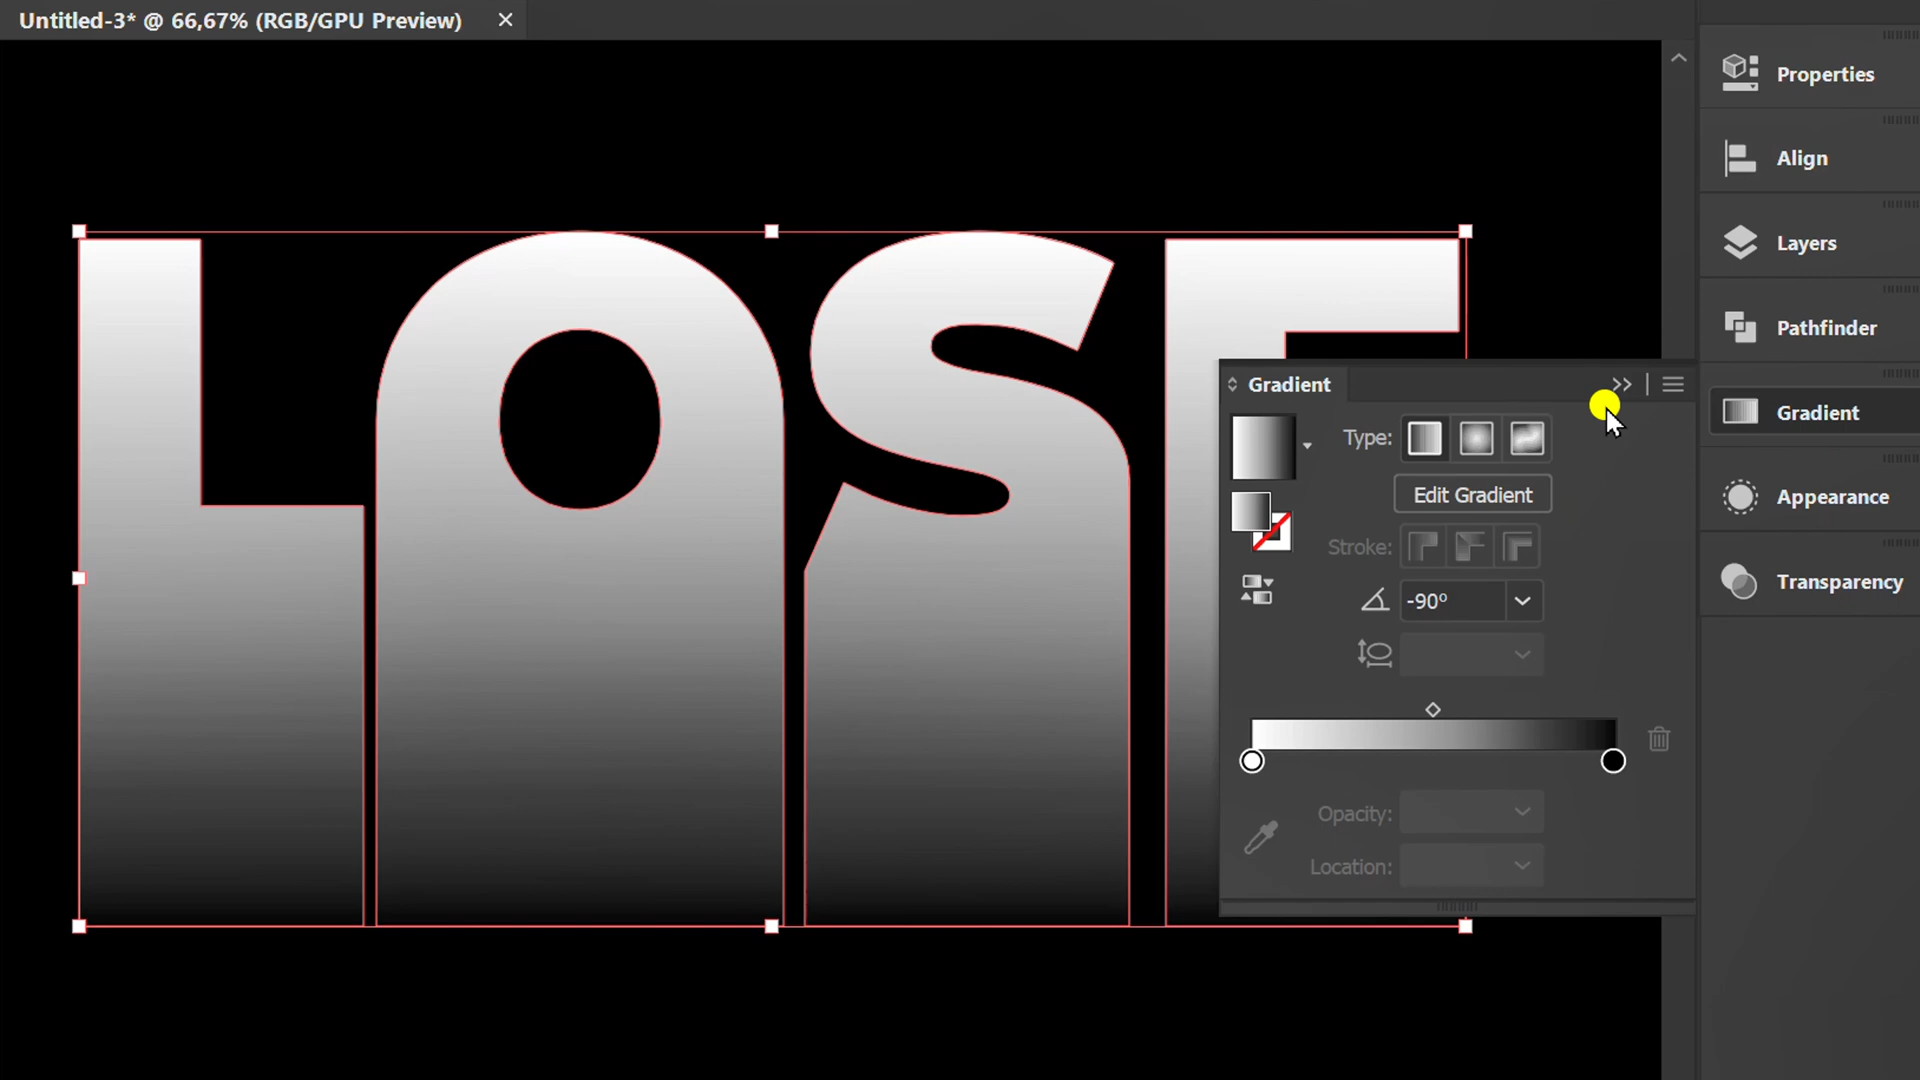 Untitled-3* @ 66,67% (RGB/GPU Preview)
Properties
Align
Layers
Pathfinder
Gradient
Appearance
Transparency
LOSE
Gradient
Type:
Edit Gradient
Stroke:
-90°
Opacity:
Location: